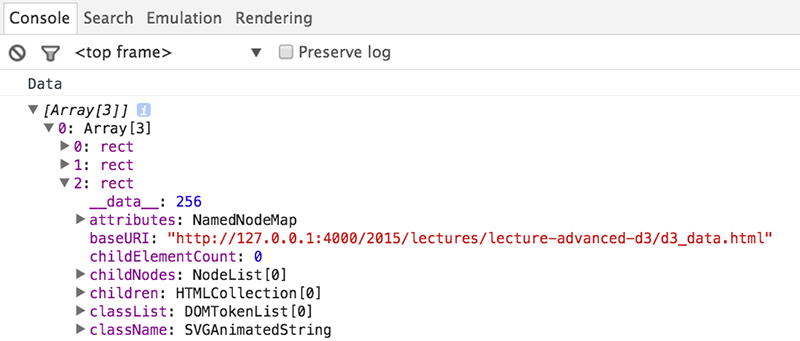 Console Search Emulation Rendering
<top frame> Preserve log
Data
[Array[3]] i
0: Array[3]
0: rect
1: rect
2: rect
__data__: 256
attributes: NamedNodeMap
baseURI: "http://127.0.0.1:4000/2015/lectures/lecture-advanced-d3/d3_data.html"
childElementCount: 0
childNodes: NodeList[0]
children: HTMLCollection[0]
classList: DOMTokenList[0]
className: SVGAnimatedString